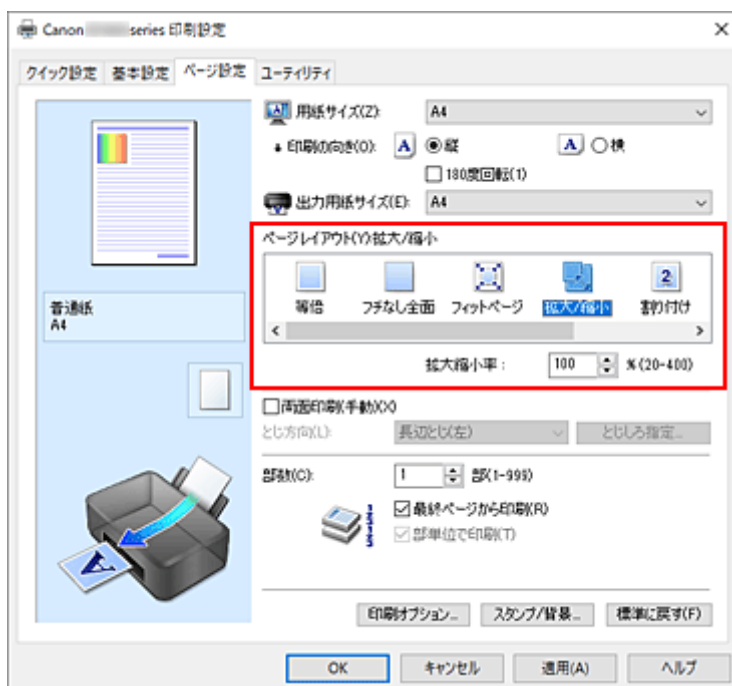 Canon series 印刷設定
クイック設定 基本設定 ページ設定 ユーティリティ
用紙サイズ(Z): A4
印刷の向き(O): A 縦 A 横
180度回転(1)
出力用紙サイズ(E): A4
ページレイアウト(Y):拡大/縮小
2
等倍 フチなし全面 フィットページ 拡大/縮小 割り付け
拡大縮小率: 100 %(20-400)
普通紙
A4
両面印刷(手動)(X)
とじ方向(L): 長辺とじ(左) とじしろ指定...
部数(C): 1 部(1-999)
最終ページから印刷(R)
部単位で印刷(T)
印刷オプション... スタンプ/背景... 標準に戻す(F)
OK キャンセル 適用(A) ヘルプ